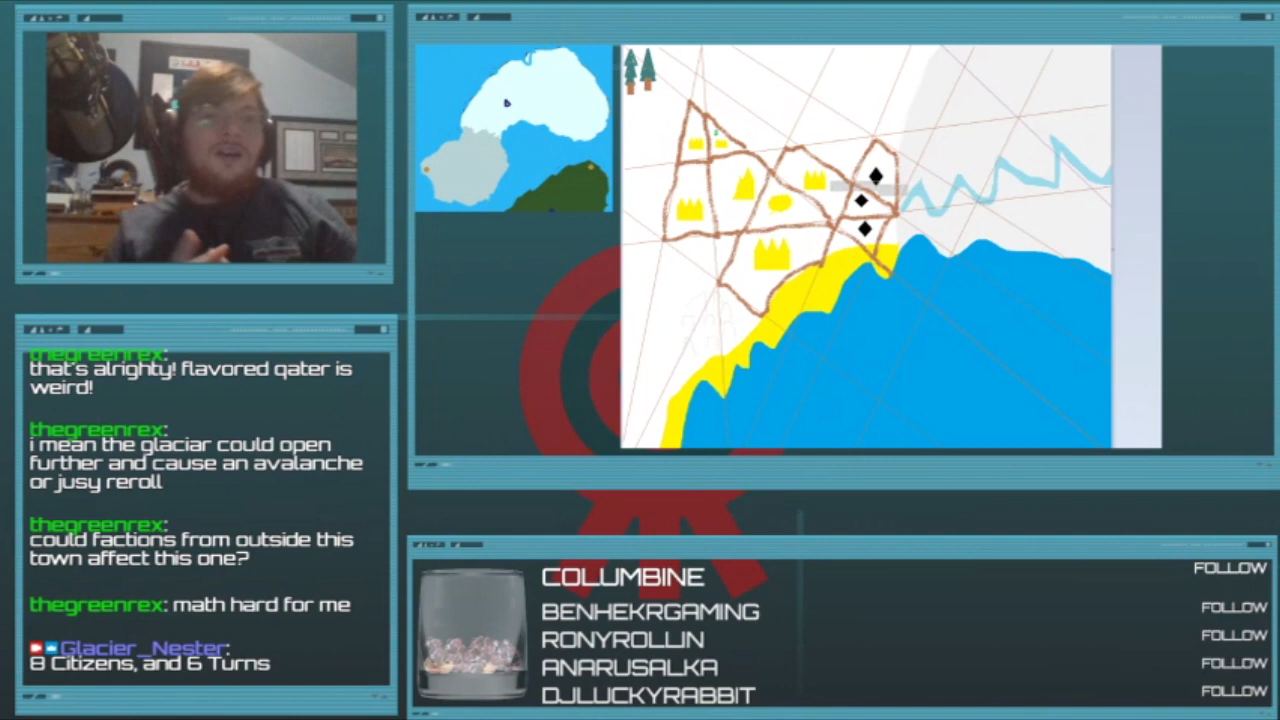 thegreenrex:
that's alrighty! flavored qater is
weird!
thegreenrex:
i mean the glaciar could open
further and cause an avalanche
or jusy reroll
thegreenrex:
could factions from outside this
town affect this one?
thegreenrex: math hard for me
Glacier_Nester:
8 Citizens, and 6 Turns
COLUMBINE FOLLOW
BENHEKRGAMING FOLLOW
RONYROLLIN FOLLOW
ANARUSALKA FOLLOW
DJLUCKYRABBIT FOLLOW